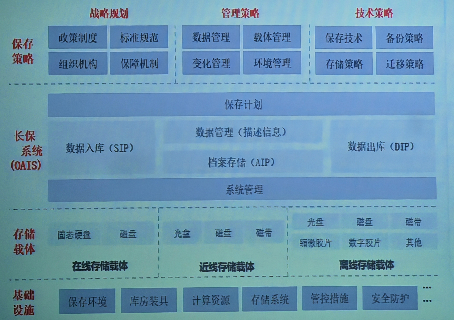 战略规划 管理策略 技术策略
保存 政策制度 标准规范 数据管理 载体管理 保存技术 备份策略
策略 组织机构 保障机制 变化管理 环境管理 存储策略 迁移策略
保存计划
长保 数据管理（描述信息）
系统 数据入库（SIP） 数据出库（DIP）
(OAIS) 档案存储（AIP）
系统管理
光盘 磁盘 磁带
存储 固态硬盘 磁盘 光盘 磁盘 磁带
载体 缩微胶片 数字胶片 其他
在线存储载体 近线存储载体 离线存储载体
基础 保存环境 库房装具 计算资源 存储系统 管控措施 安全防护 …
设施 …